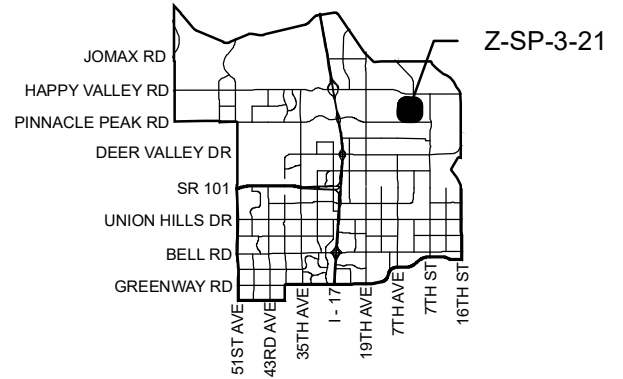 Z-SP-3-21
JOMAX RD
HAPPY VALLEY RD
PINNACLE PEAK RD
DEER VALLEY DR
SR 101
UNION HILLS DR
BELL RD
GREENWAY RD
51ST AVE
43RD AVE
35TH AVE
I - 17
19TH AVE
7TH AVE
7TH ST
16TH ST